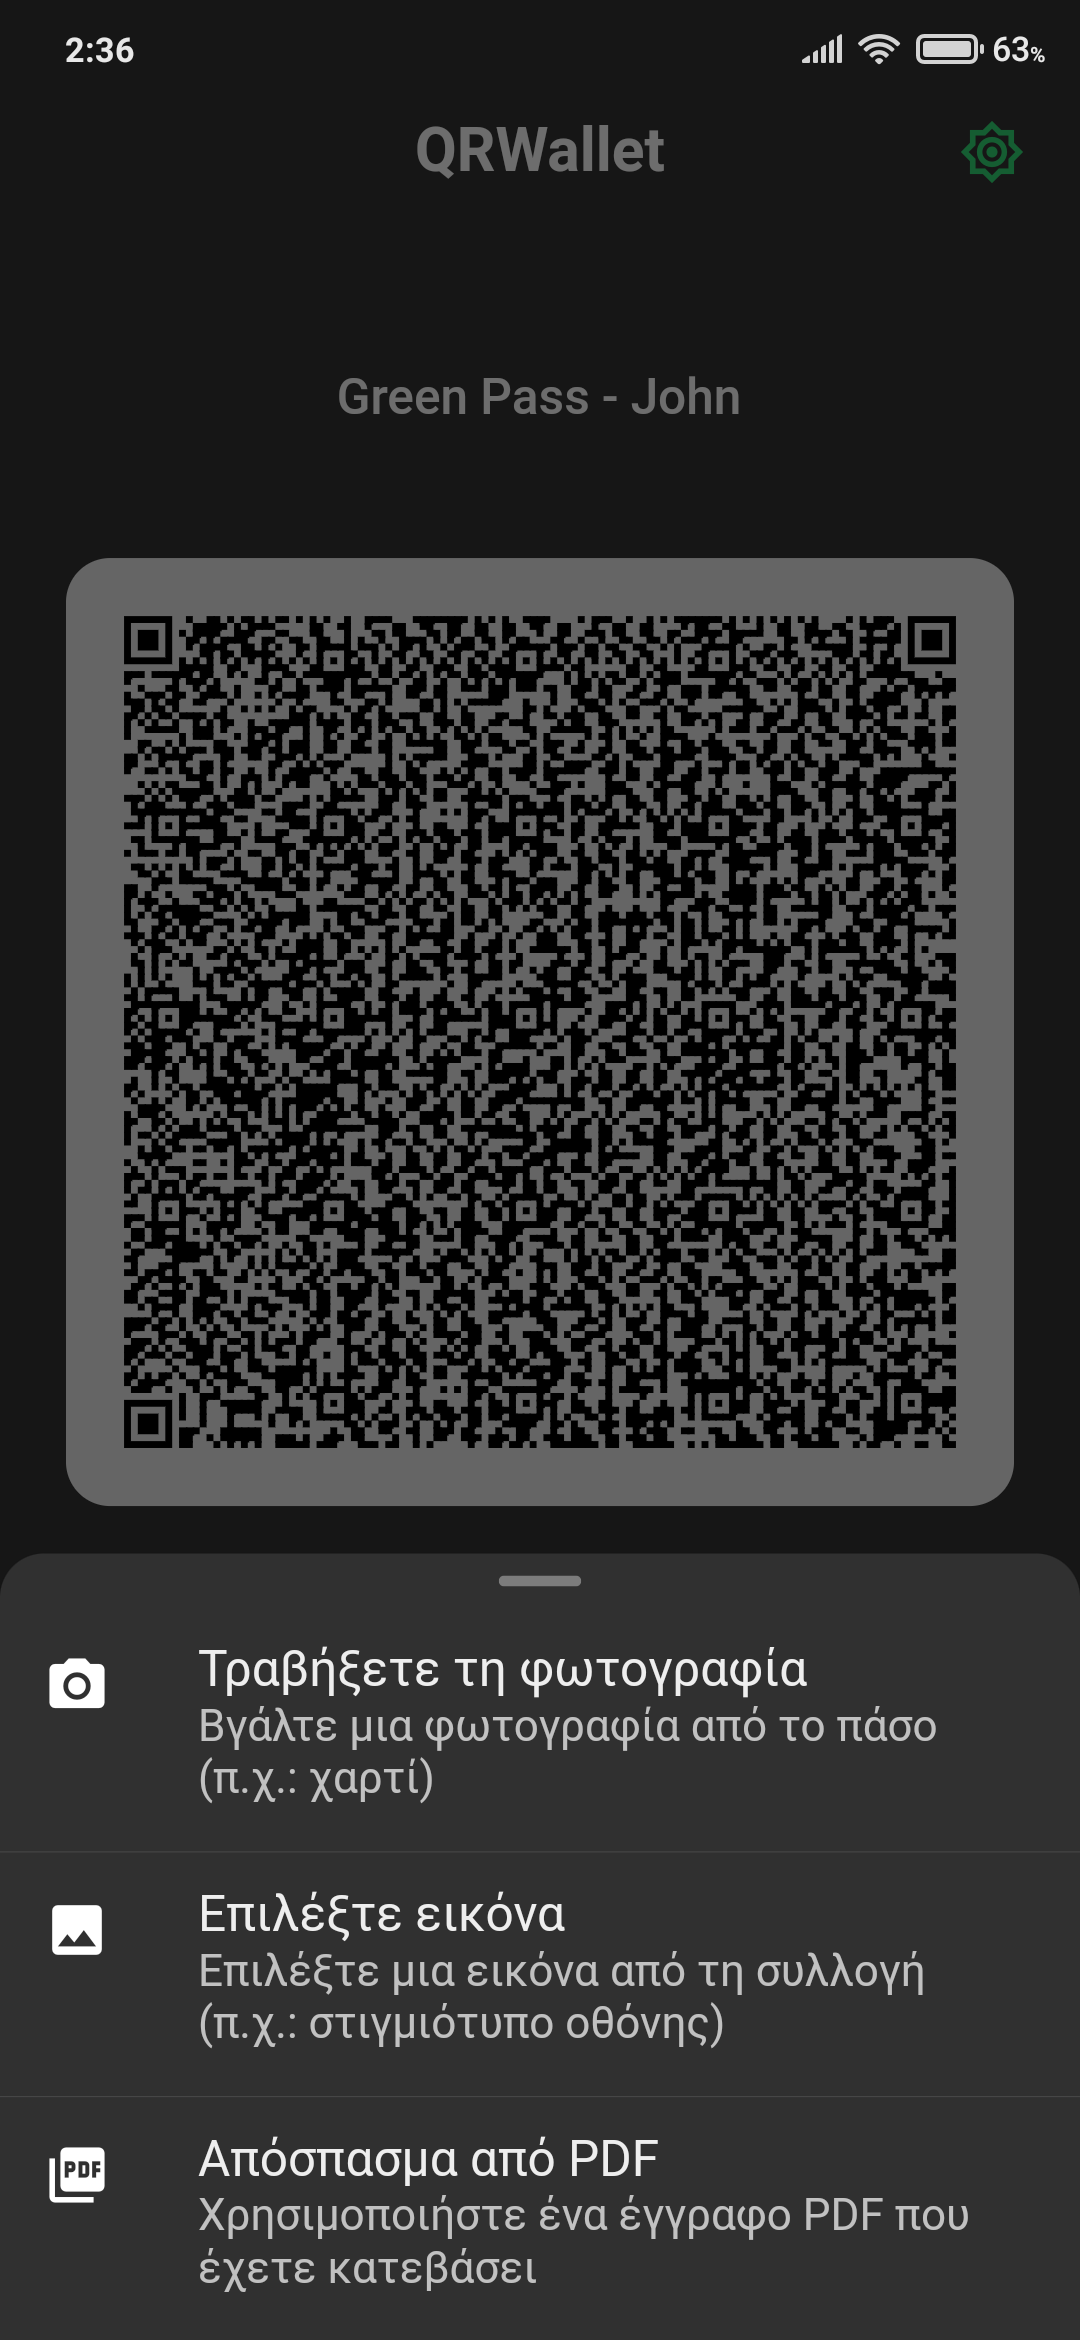 2:36
63%
QRWallet
Green Pass - John
Τραβήξετε τη φωτογραφία
Βγάλτε μια φωτογραφία από το πάσο
(π.χ.: χαρτί)
Επιλέξτε εικόνα
Επιλέξτε μια εικόνα από τη συλλογή
(π.χ.: στιγμιότυπο οθόνης)
PDF
Απόσπασμα από PDF
Χρησιμοποιήστε ένα έγγραφο PDF που
έχετε κατεβάσει